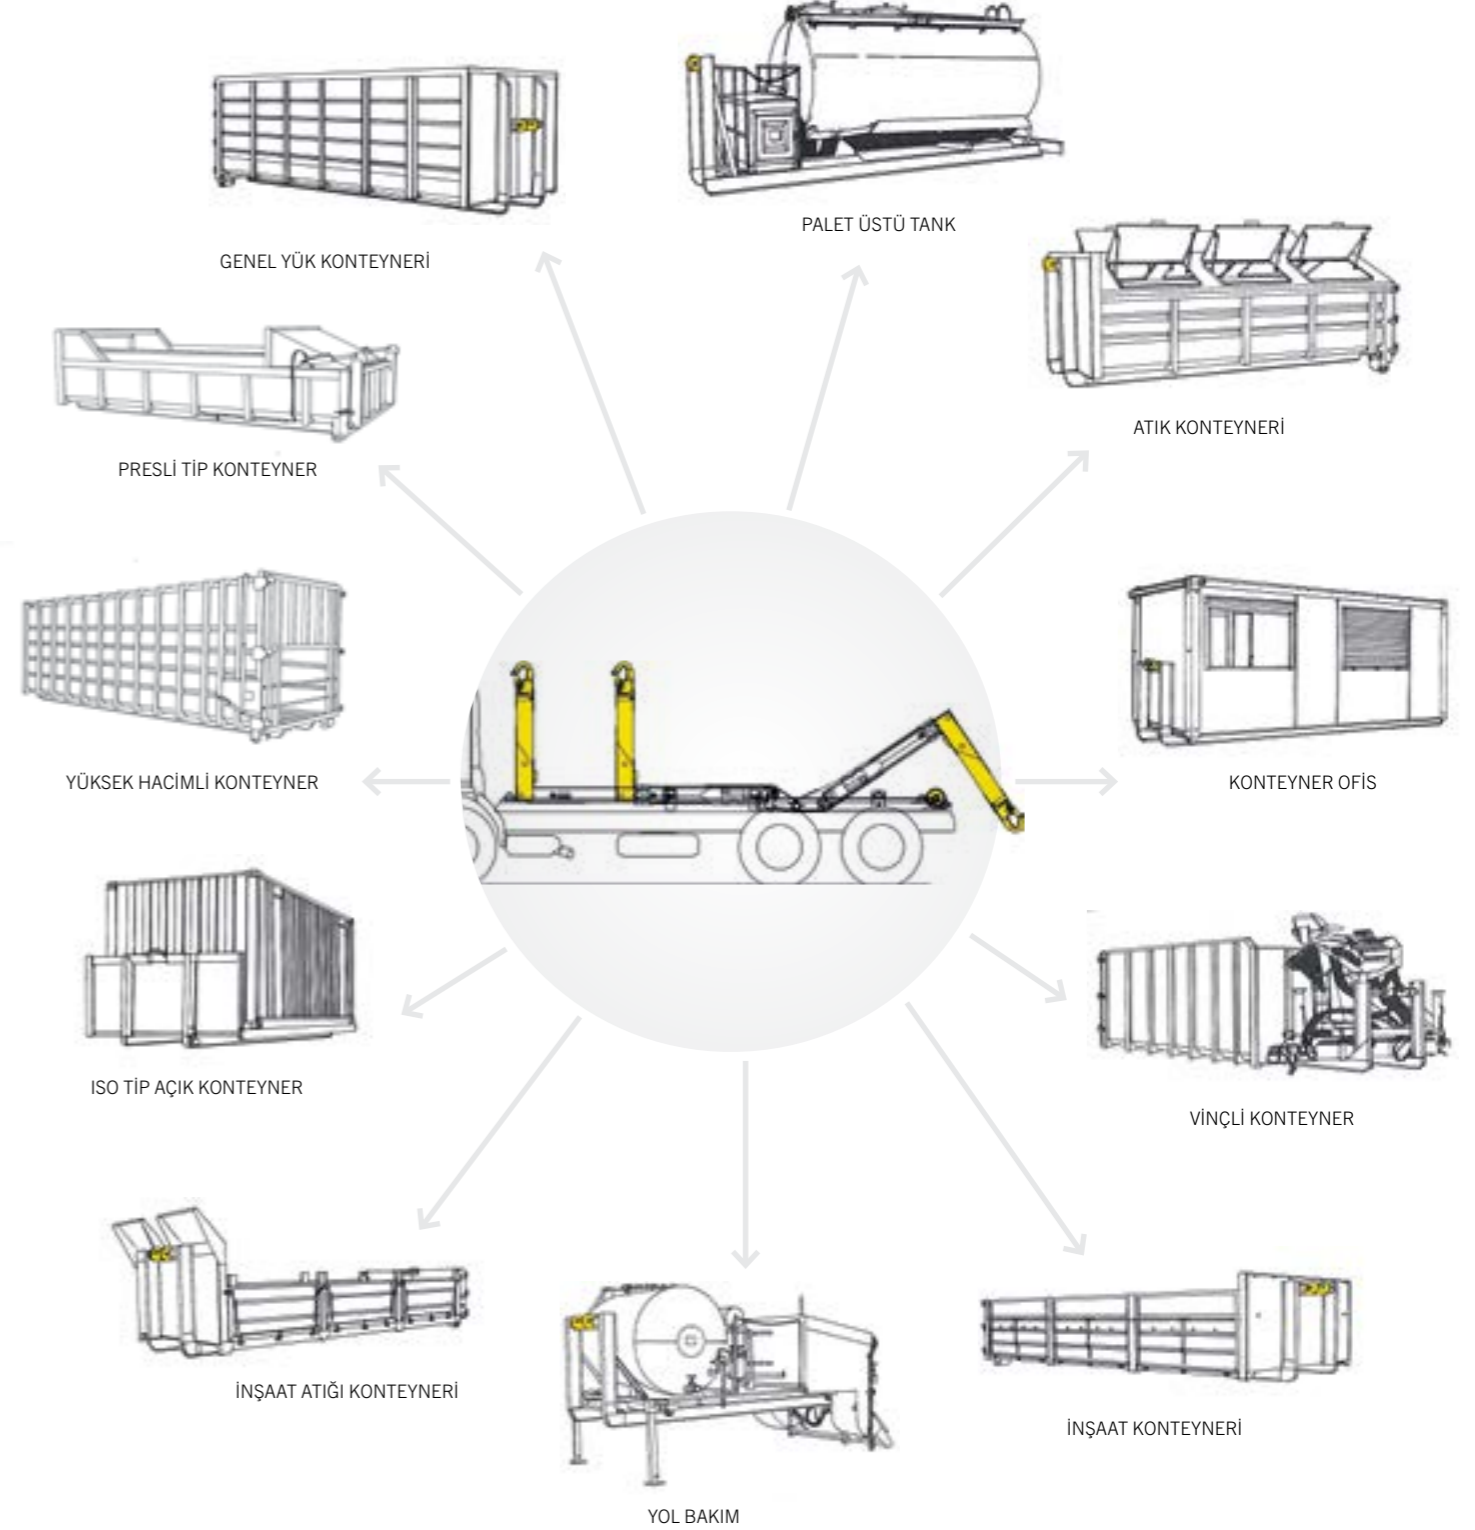 PALET ÜSTÜ TANK
GENEL YÜK KONTEYNERİ
ATIK KONTEYNERİ
PRESLİ TİP KONTEYNER
YÜKSEK HACİMLİ KONTEYNER
KONTEYNER OFİS
ISO TİP AÇIK KONTEYNER
VİNÇLİ KONTEYNER
İNŞAAT ATIĞI KONTEYNERİ
İNŞAAT KONTEYNERİ
YOL BAKIM